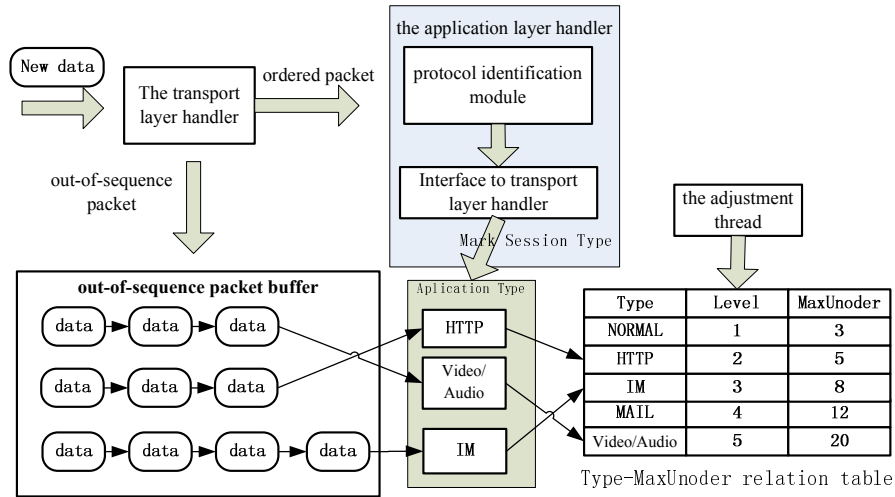 the application layer handler
New data
The transport
layer handler
ordered packet
protocol identification
module
out-of-sequence
packet
Interface to transport
layer handler
Mark Session Type
the adjustment
thread
out-of-sequence packet buffer
data data data
data data data
data data data data
Aplication Type
HTTP
Video/
Audio
IM
Type Level MaxUnoder
NORMAL 1 3
HTTP 2 5
IM 3 8
MAIL 4 12
Video/Audio 5 20
Type-MaxUnoder relation table